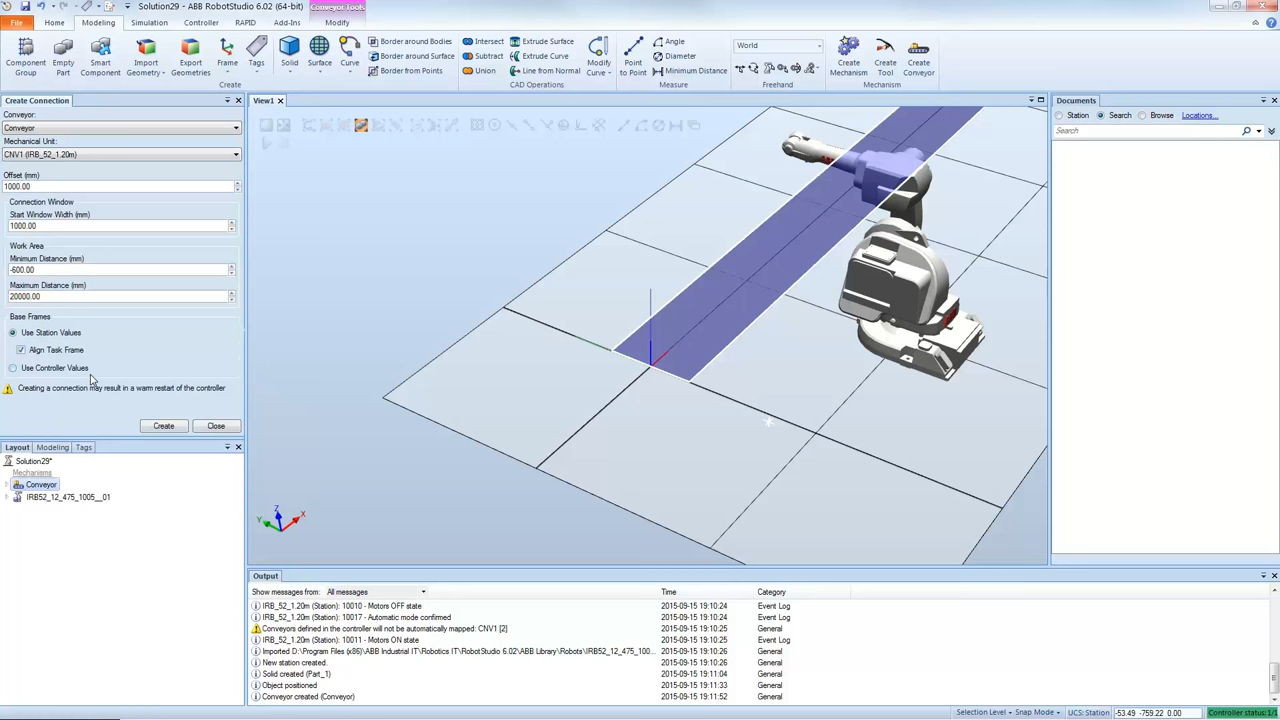 Solution29 - ABB RobotStudio 6.02 (64-bit)
Conveyor Tools
File
Home
Modeling
Simulation
Controller
RAPID
Add-Ins
Modify
Component Group
Empty Part
Smart Component
Import Geometry
Export Geometries
Frame
Tags
Solid
Surface
Curve
Border around Bodies
Border around Surface
Border from Points
Intersect
Subtract
Union
Extrude Surface
Extrude Curve
Line from Normal
Modify Curve
Point to Point
Angle
Diameter
Minimum Distance
World
Create Mechanism
Create Tool
Create Conveyor
Create
CAD Operations
Measure
Freehand
Mechanism
Create Connection
Conveyor:
Conveyor
Mechanical Unit:
CNV1 (IRB_52_1.20m)
Offset (mm)
1000.00
Connection Window
Start Window Width (mm)
1000.00
Work Area
Minimum Distance (mm)
-600.00
Maximum Distance (mm)
20000.00
Base Frames
Use Station Values
Align Task Frame
Use Controller Values
Creating a connection may result in a warm restart of the controller
Create
Close
Layout
Modeling
Tags
Solution29*
Mechanisms
Conveyor
IRB52_12_475_1005__01
View1
Z
Y
X
Documents
Station
Search
Browse
Locations...
Search
Output
Show messages from:
All messages
Time
Category
IRB_52_1.20m (Station): 10010 - Motors OFF state 2015-09-15 19:10:24 Event Log
IRB_52_1.20m (Station): 10017 - Automatic mode confirmed 2015-09-15 19:10:24 Event Log
Conveyors defined in the controller will not be automatically mapped: CNV1 [2] 2015-09-15 19:10:25 General
IRB_52_1.20m (Station): 10011 - Motors ON state 2015-09-15 19:10:25 Event Log
Imported D:\Program Files (x86)\ABB Industrial IT\Robotics IT\RobotStudio 6.02\ABB Library\Robots\IRB52_12_475_100... 2015-09-15 19:10:26 General
New station created. 2015-09-15 19:10:26 General
Solid created (Part_1) 2015-09-15 19:11:04 General
Object positioned 2015-09-15 19:11:33 General
Conveyor created (Conveyor) 2015-09-15 19:11:52 General
Selection Level
Snap Mode
UCS: Station
-53.49 -759.22 0.00
Controller status: 1/1